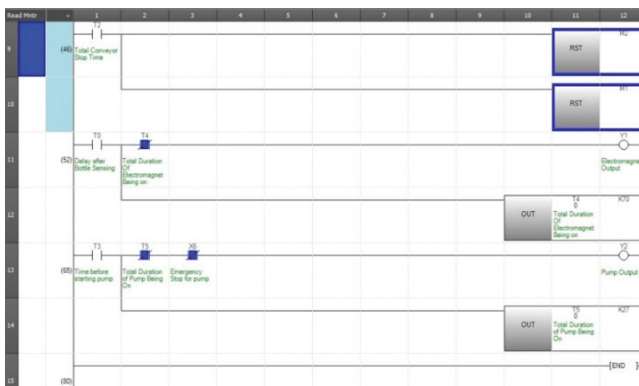 Read Mntr 1 2 3 4 5 6 7 8 9 10 11 12
9 (46) T2 RST M2
Total Conveyor
Stop Time
10 RST M1
11 (52) T0 T4 Y1
Delay after
Bottle Sensing
Total Duration
Of
Electromagnet
Being on
Electromagne
Output
12 OUT T4 K70
0
Total Duration
Of
Electromagnet
Being on
13 (65) T3 T5 X6 Y2
Time before
starting pump
Total Duration
of Pump Being
On
Emergency
Stop for pump
Pump Output
14 OUT T5 K27
0
Total Duration
of Pump Being
On
15 (80) [END ]